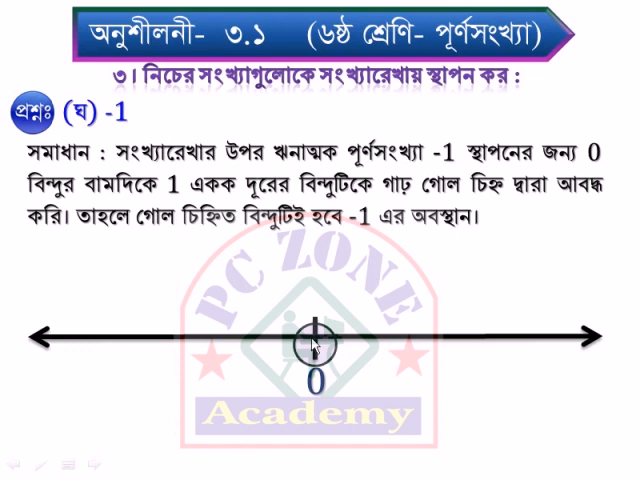 অনুশীলনী- ৩.১ (৬ষ্ঠ শ্রেণি- পূর্ণসংখ্যা)
৩। নিচের সংখ্যাগুলোকে সংখ্যারেখায় স্থাপন কর :
প্রশ্নঃ (ঘ) -1
সমাধান : সংখ্যারেখার উপর ঋনাত্মক পূর্ণসংখ্যা -1 স্থাপনের জন্য 0
বিন্দুর বামদিকে 1 একক দূরের বিন্দুটিকে গাঢ় গোল চিহ্ন দ্বারা আবদ্ধ
করি। তাহলে গোল চিহ্নিত বিন্দুটিই হবে -1 এর অবস্থান।
PC ZONE
0
Academy